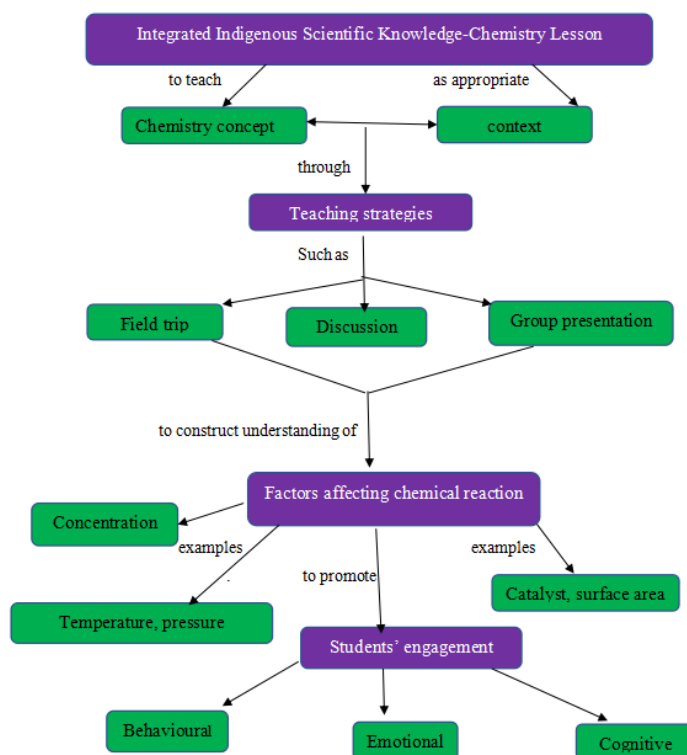 Integrated Indigenous Scientific Knowledge-Chemistry Lesson
to teach
as appropriate
Chemistry concept
context
through
Teaching strategies
Such as
Field trip
Discussion
Group presentation
to construct understanding of
Factors affecting chemical reaction
Concentration
examples
examples
to promote
Catalyst, surface area
Temperature, pressure
Students’ engagement
Behavioural
Emotional
Cognitive